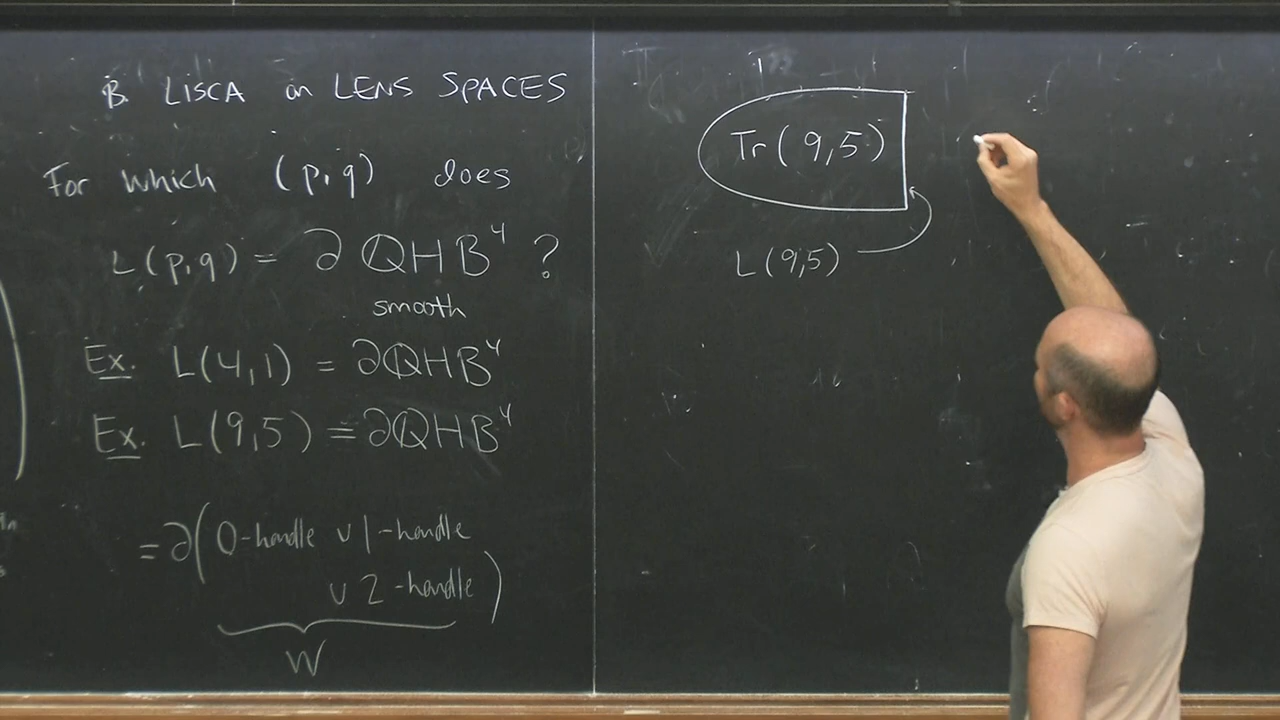 B. LISCA on LENS SPACES
For which (p,q) does
L(p,q) = ∂QHB⁴ ?
smooth
Ex. L(4,1) = ∂QHB⁴
Ex. L(9,5) = ∂QHB⁴
= ∂(0-handle ∪ 1-handle
∪ 2-handle)
W
Tr(9,5)
L(9,5)